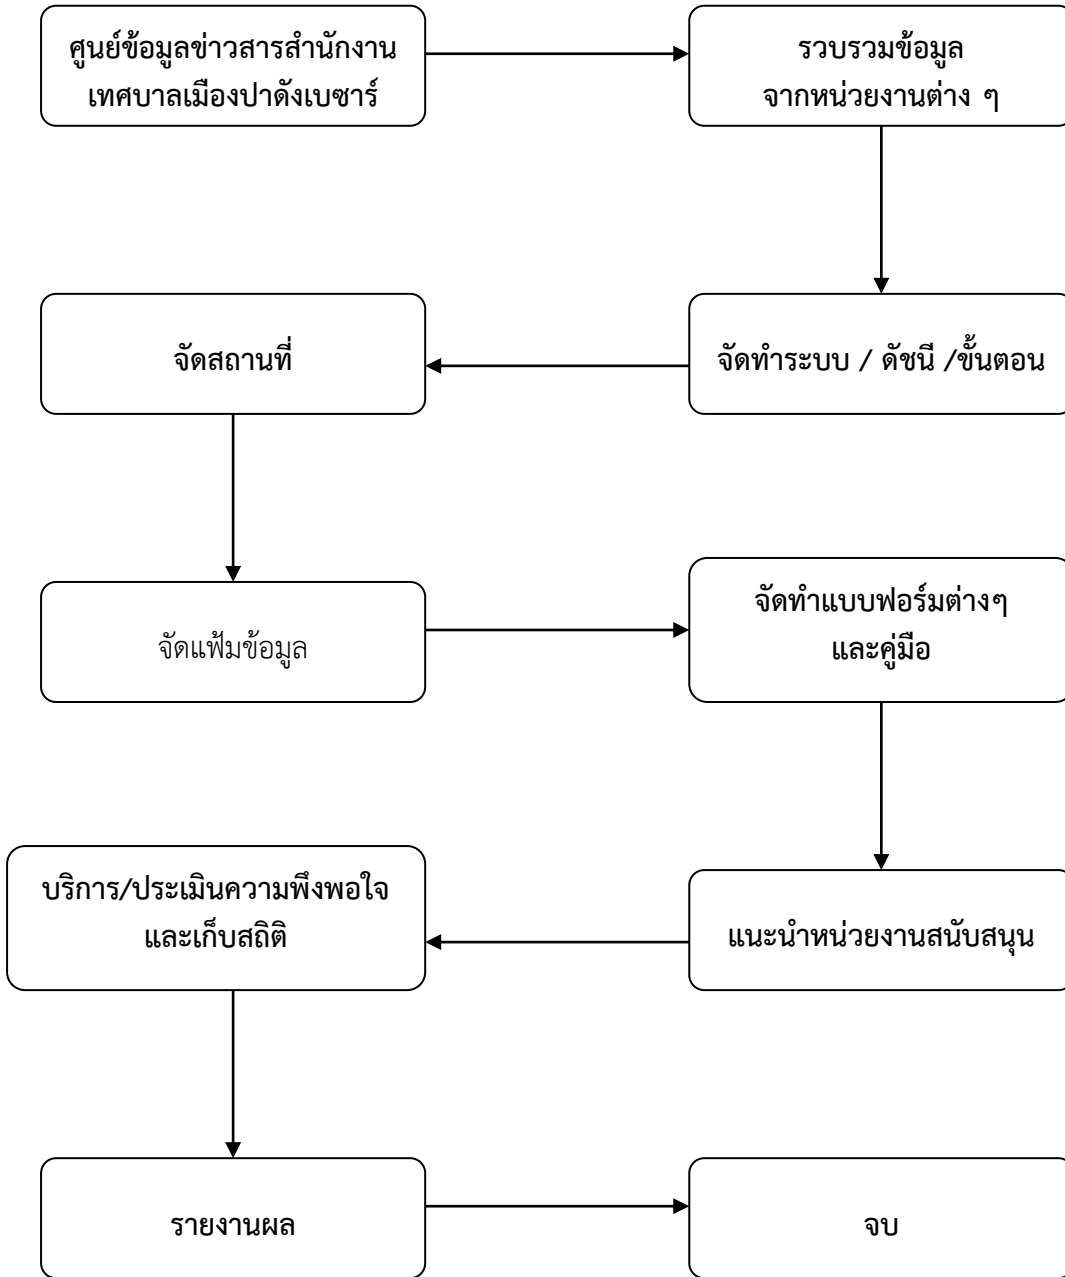 ศูนย์ข้อมูลข่าวสารสำนักงาน
เทศบาลเมืองปาดังเบซาร์
รวบรวมข้อมูล
จากหน่วยงานต่าง ๆ
จัดทำระบบ / ดัชนี /ขั้นตอน
จัดสถานที่
จัดแฟ้มข้อมูล
จัดทำแบบฟอร์มต่างๆ
และคู่มือ
แนะนำหน่วยงานสนับสนุน
บริการ/ประเมินความพึงพอใจ
และเก็บสถิติ
รายงานผล
จบ